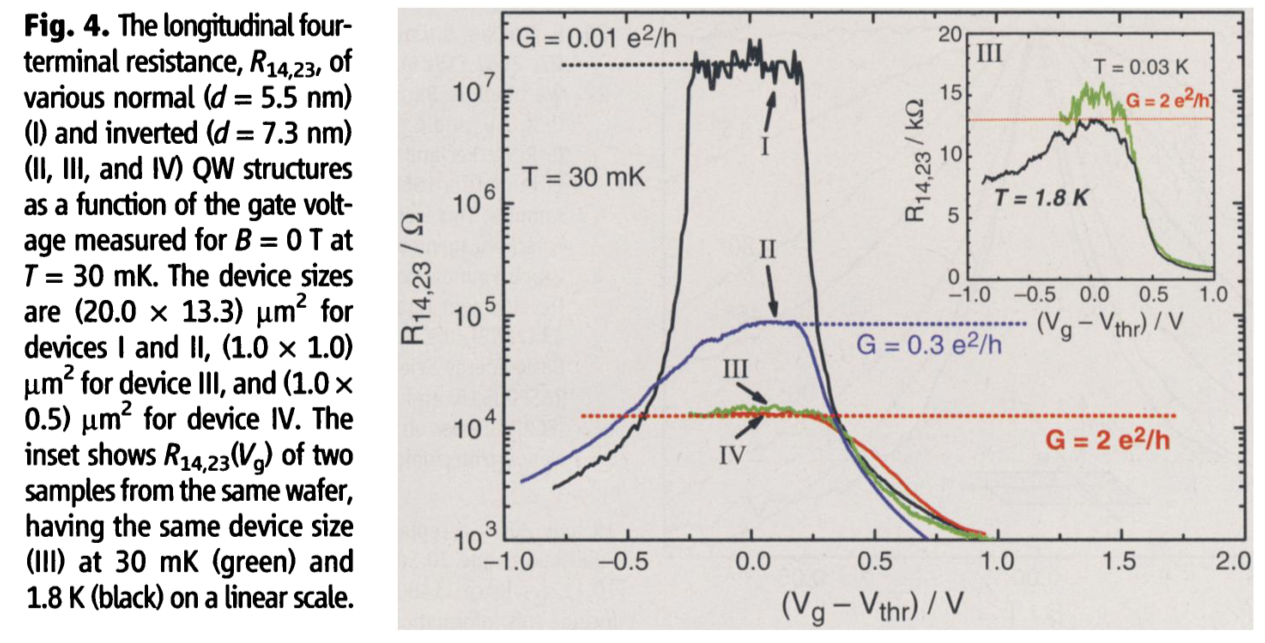 Fig. 4. The longitudinal four-
terminal resistance, R14,23, of
various normal (d = 5.5 nm)
(I) and inverted (d = 7.3 nm)
(II, III, and IV) QW structures
as a function of the gate volt-
age measured for B = 0 T at
T = 30 mK. The device sizes
are (20.0 × 13.3) μm² for
devices I and II, (1.0 × 1.0)
μm² for device III, and (1.0 ×
0.5) μm² for device IV. The
inset shows R14,23(Vg) of two
samples from the same wafer,
having the same device size
(III) at 30 mK (green) and
1.8 K (black) on a linear scale.
R14,23 / Ω
10⁷
10⁶
10⁵
10⁴
10³
G = 0.01 e²/h
I
T = 30 mK
II
G = 0.3 e²/h
III
IV
G = 2 e²/h
−1.0 −0.5 0.0 0.5 1.0 1.5 2.0
(Vg − Vthr) / V
R14,23 / kΩ
20
15
10
5
0
III
T = 0.03 K
G = 2 e²/h
T = 1.8 K
−1.0 −0.5 0.0 0.5 1.0
(Vg − Vthr) / V